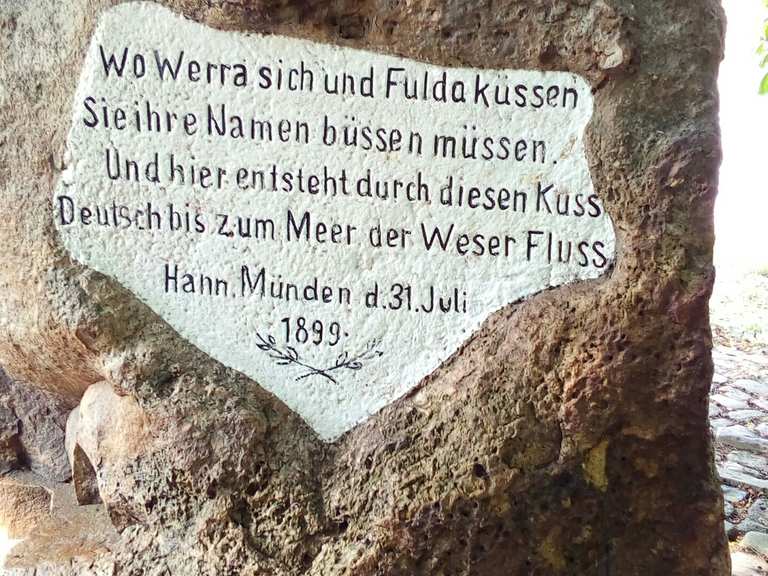 Wo Werra sich und Fulda küssen
Sie ihre Namen büssen müssen.
Und hier entsteht durch diesen Kuss
Deutsch bis zum Meer der Weser Fluss
Hann. Münden d. 31. Juli
1899.